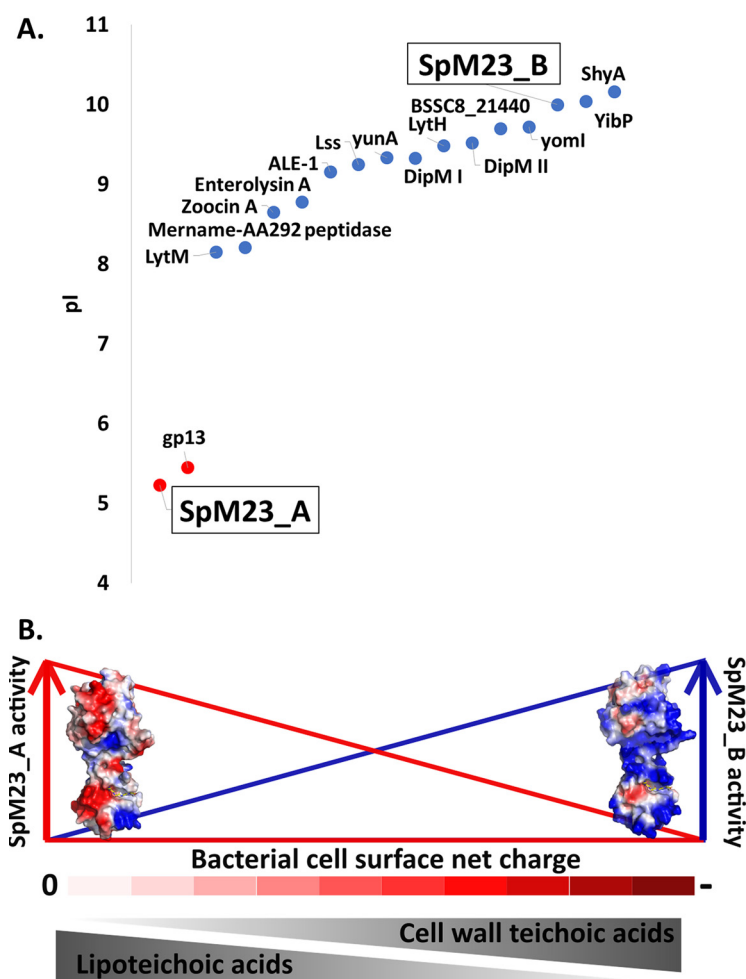 A.
11
10
9
8
7
6
5
4
pI
SpM23_B
ShyA
BSSC8_21440
YibP
LytH
yomI
Lss
yunA
DipM II
DipM I
ALE-1
Enterolysin A
Zoocin A
Mername-AA292 peptidase
LytM
gp13
SpM23_A
B.
SpM23_A activity
SpM23_B activity
Bacterial cell surface net charge
0
-
Cell wall teichoic acids
Lipoteichoic acids